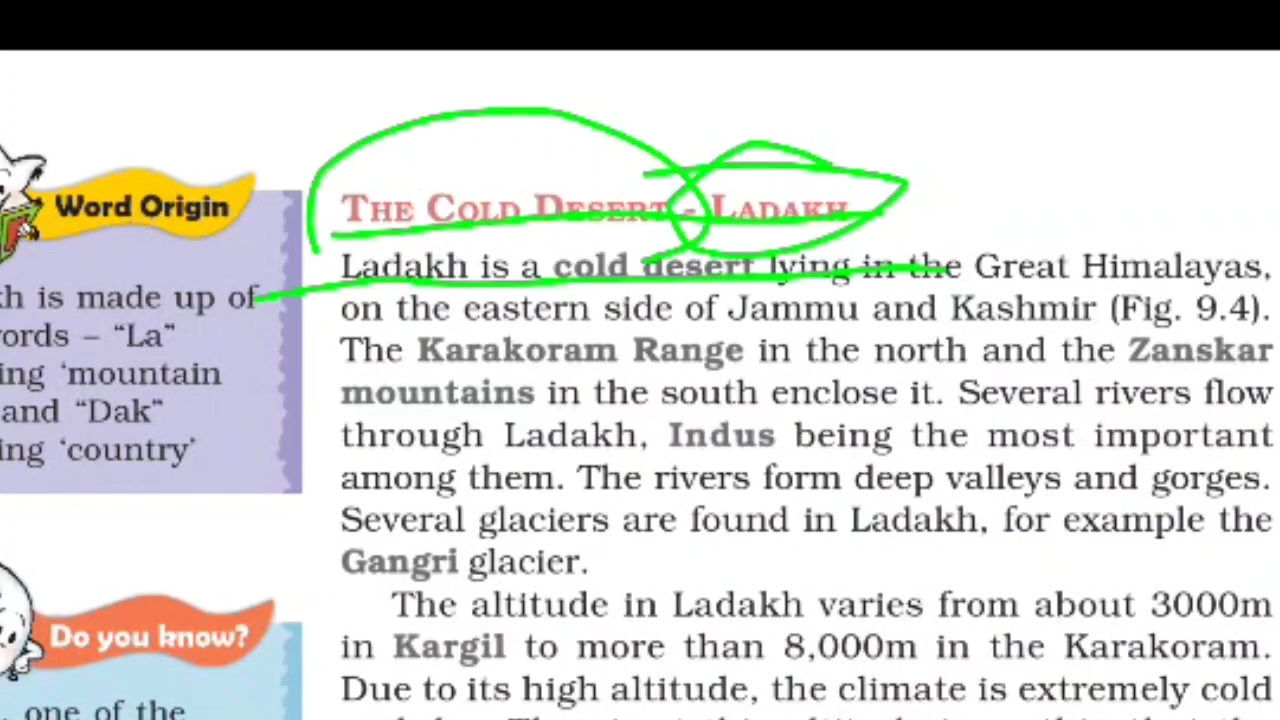 Word Origin
kh is made up of
words – “La”
ing ‘mountain
and “Dak”
ing ‘country’
Do you know?
one of the
THE COLD DESERT - LADAKH
Ladakh is a cold desert lying in the Great Himalayas,
on the eastern side of Jammu and Kashmir (Fig. 9.4).
The Karakoram Range in the north and the Zanskar
mountains in the south enclose it. Several rivers flow
through Ladakh, Indus being the most important
among them. The rivers form deep valleys and gorges.
Several glaciers are found in Ladakh, for example the
Gangri glacier.
The altitude in Ladakh varies from about 3000m
in Kargil to more than 8,000m in the Karakoram.
Due to its high altitude, the climate is extremely cold